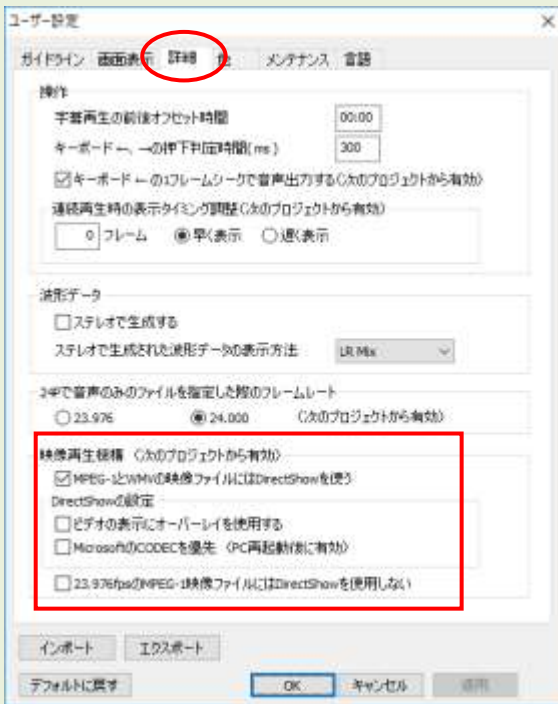 ユーザー設定
ガイドライン 画面表示 詳細 他 メンテナンス 言語
操作
字幕再生の前後オフセット時間 00:00
キーボード←、→の押下判定時間(ms) 300
キーボード←の1フレームシークで音声出力する(次のプロジェクトから有効)
連続再生時の表示タイミング調整(次のプロジェクトから有効)
0 フレーム 早く表示 遅く表示
波形データ
ステレオで生成する
ステレオで生成された波形データの表示方法 LR Mix
で音声のみのファイルを指定した際のフレームレート
23.976 24.000 (次のプロジェクトから有効)
映像再生機構 (次のプロジェクトから有効)
MPEG-1とWMVの映像ファイルにはDirectShowを使う
DirectShowの設定
ビデオの表示にオーバーレイを使用する
MicrosoftのCODECを優先 (PC再起動後に有効)
23.976fpsのMPEG-1映像ファイルにはDirectShowを使用しない
インポート エクスポート
デフォルトに戻す OK キャンセル 適用